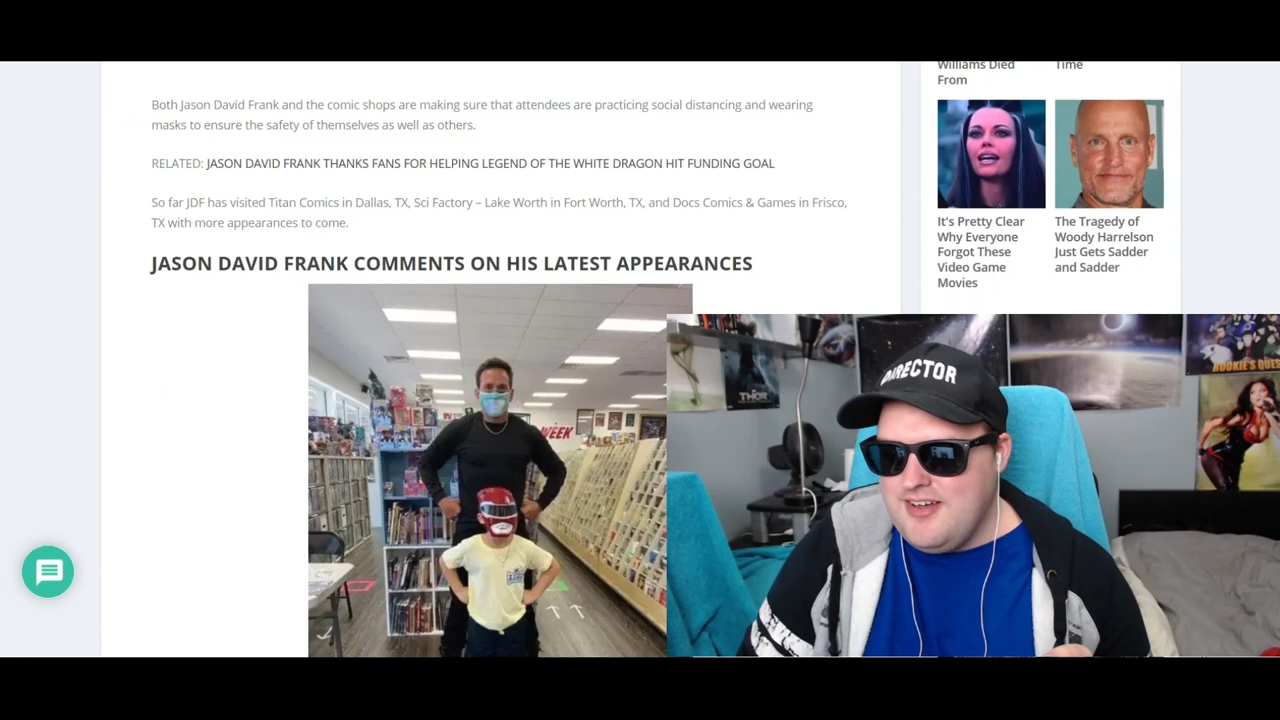 Williams Died
From
Time
Both Jason David Frank and the comic shops are making sure that attendees are practicing social distancing and wearing
masks to ensure the safety of themselves as well as others.
RELATED: JASON DAVID FRANK THANKS FANS FOR HELPING LEGEND OF THE WHITE DRAGON HIT FUNDING GOAL
So far JDF has visited Titan Comics in Dallas, TX, Sci Factory – Lake Worth in Fort Worth, TX, and Docs Comics & Games in Frisco,
TX with more appearances to come.
JASON DAVID FRANK COMMENTS ON HIS LATEST APPEARANCES
It's Pretty Clear
Why Everyone
Forgot These
Video Game
Movies
The Tragedy of
Woody Harrelson
Just Gets Sadder
and Sadder
WEEK
DIRECTOR
THOR
ROOKIE'S QUES